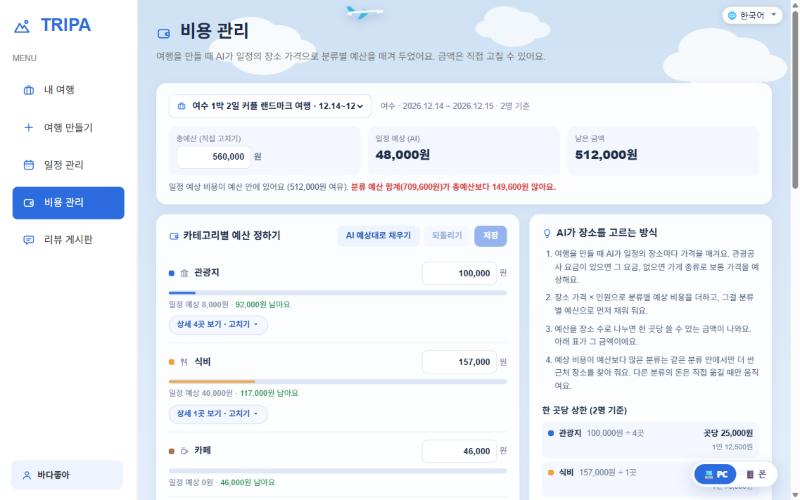 TRIPA
MENU
내 여행
여행 만들기
일정 관리
비용 관리
리뷰 게시판
바다좋아
한국어
비용 관리
여행을 만들 때 AI가 일정의 장소 가격으로 분류별 예산을 매겨 두었어요. 금액은 직접 고칠 수 있어요.
여수 1박 2일 커플 랜드마크 여행 · 12.14~12
여수 · 2026.12.14 ~ 2026.12.15 · 2명 기준
총예산 (직접 고치기)
560,000 원
일정 예상 (AI)
48,000원
남은 금액
512,000원
일정 예상 비용이 예산 안에 있어요 (512,000원 여유). 분류 예산 합계(709,600원)가 총예산보다 149,600원 많아요.
카테고리별 예산 정하기
AI 예상대로 채우기
되돌리기
저장
관광지
100,000 원
일정 예상 8,000원 · 92,000원 남아요
상세 4곳 보기 · 고치기
식비
157,000 원
일정 예상 40,000원 · 117,000원 남아요
상세 1곳 보기 · 고치기
카페
46,000 원
일정 예상 0원 · 46,000원 남아요
AI가 장소를 고르는 방식
1. 여행을 만들 때 AI가 일정의 장소마다 가격을 매겨요. 관광공
사 요금이 있으면 그 요금, 없으면 가게 종류로 보통 가격을 예
상해요.
2. 장소 가격 × 인원으로 분류별 예상 비용을 더하고, 그걸 분류
별 예산으로 먼저 채워 둬요.
3. 예산을 장소 수로 나누면 한 곳당 쓸 수 있는 금액이 나와요.
아래 표가 그 금액이에요.
4. 예상 비용이 예산보다 많은 분류는 같은 분류 안에서만 더 싼
근처 장소를 찾아 줘요. 다른 분류의 돈은 직접 옮길 때만 움직
여요.
한 곳당 상한 (2명 기준)
관광지 100,000원 ÷ 4곳
곳당 25,000원
1인 12,500원
식비 157,000원 ÷ 1곳
PC
폰